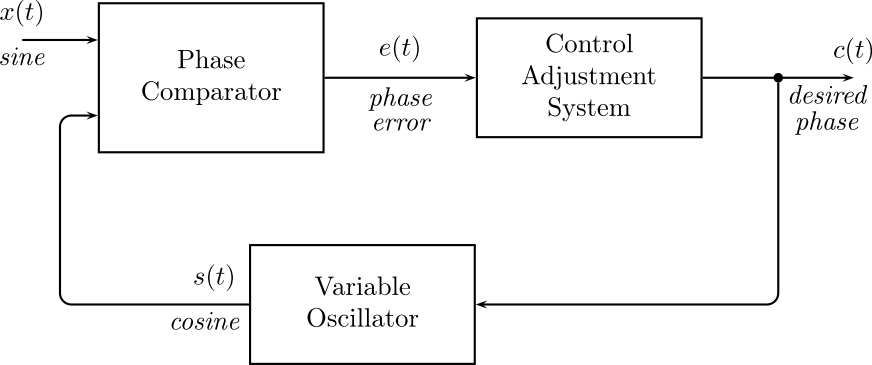 x(t)
sine
Phase
Comparator
e(t)
phase
error
Control
Adjustment
System
c(t)
desired
phase
s(t)
cosine
Variable
Oscillator